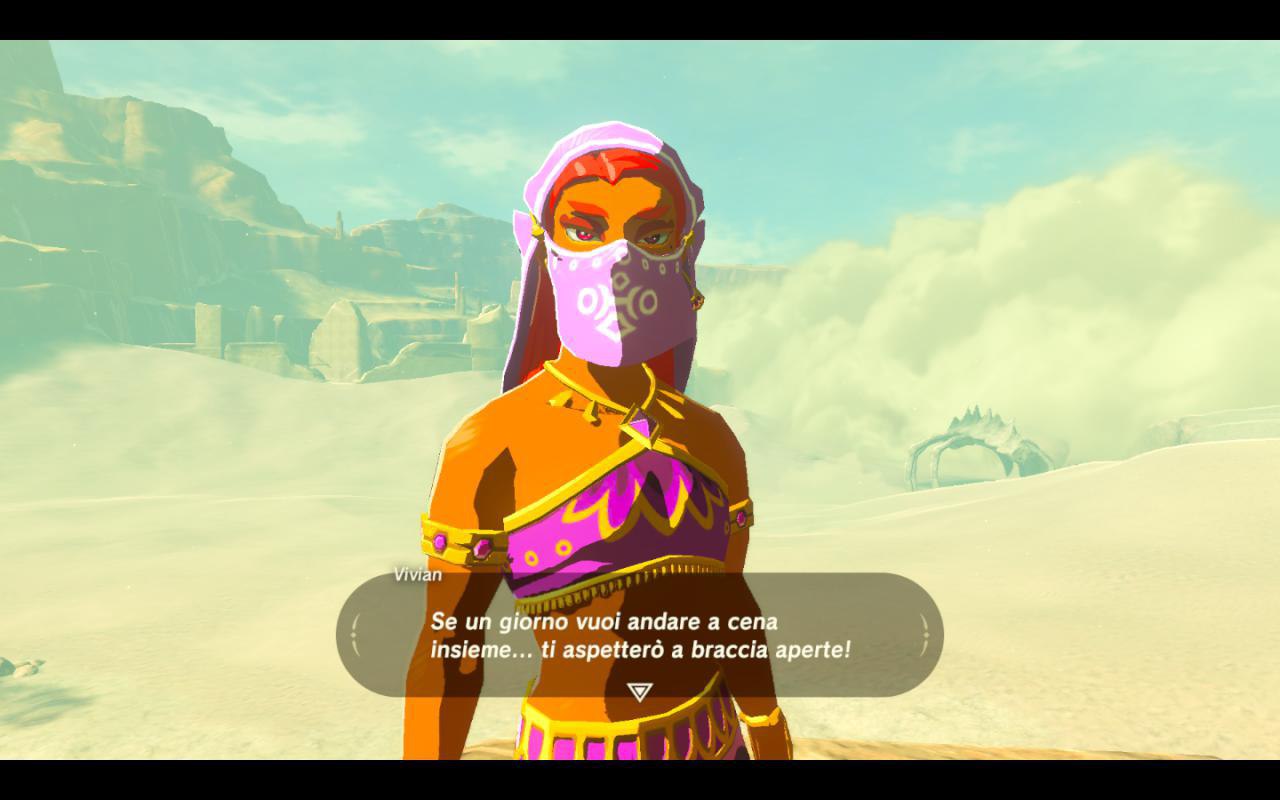 Vivian
Se un giorno vuoi andare a cena
insieme... ti aspetterò a braccia aperte!